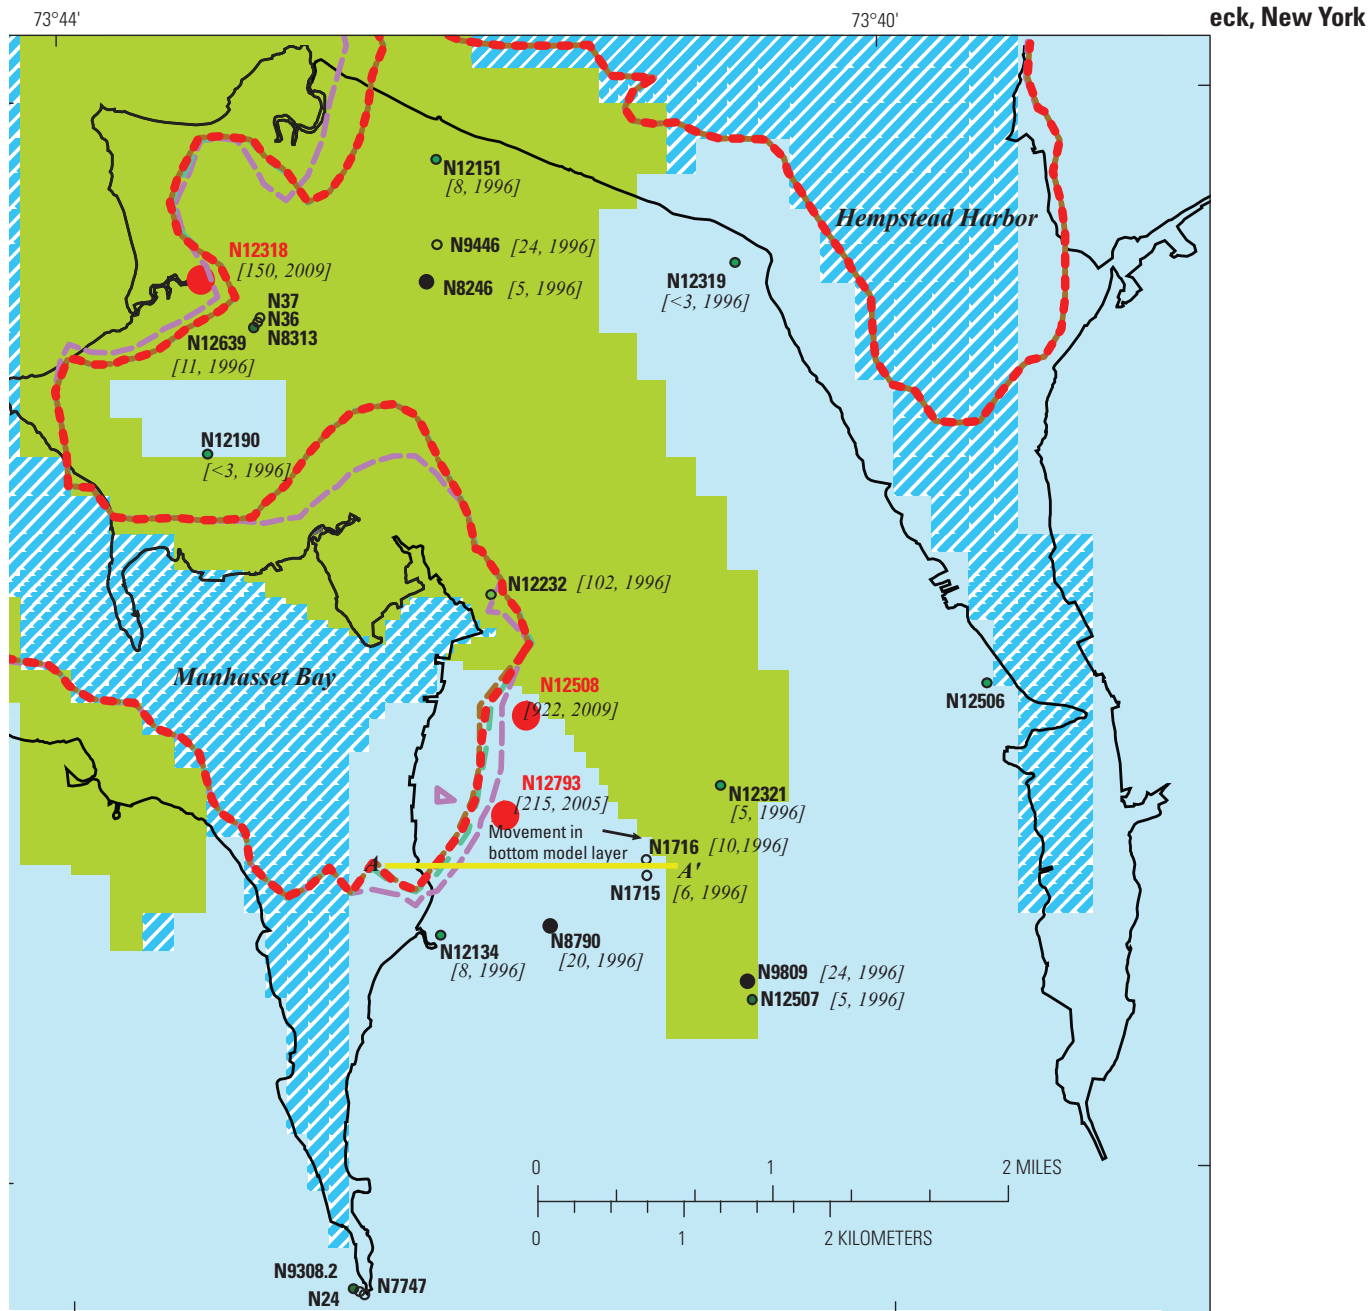 73°44'
73°40'
eck, New York
N12151
[8, 1996]
Hempstead Harbor
N9446 [24, 1996]
N12318
[150, 2009]
N8246 [5, 1996]
N12319
[<3, 1996]
N37
N36
N12639
N8313
[11, 1996]
N12190
[<3, 1996]
N12232 [102, 1996]
Manhasset Bay
N12508
[922, 2009]
N12506
N12793
[215, 2005]
N12321
[5, 1996]
Movement in
bottom model layer
N1716 [10,1996]
A
A'
N1715 [6, 1996]
N12134
[8, 1996]
N8790
[20, 1996]
N9809 [24, 1996]
N12507 [5, 1996]
0 1 2 MILES
0 1 2 KILOMETERS
N9308.2
N7747
N24